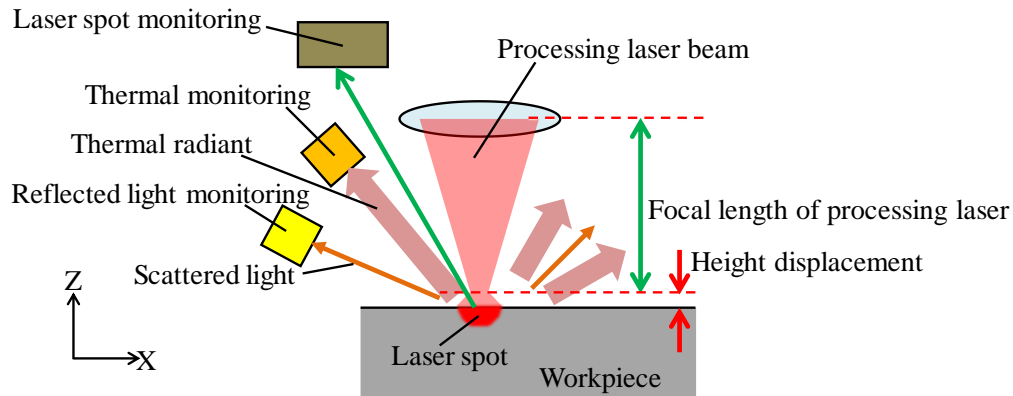 Laser spot monitoring
Processing laser beam
Thermal monitoring
Thermal radiant
Reflected light monitoring
Focal length of processing laser
Height displacement
Scattered light
Z
X
Laser spot
Workpiece